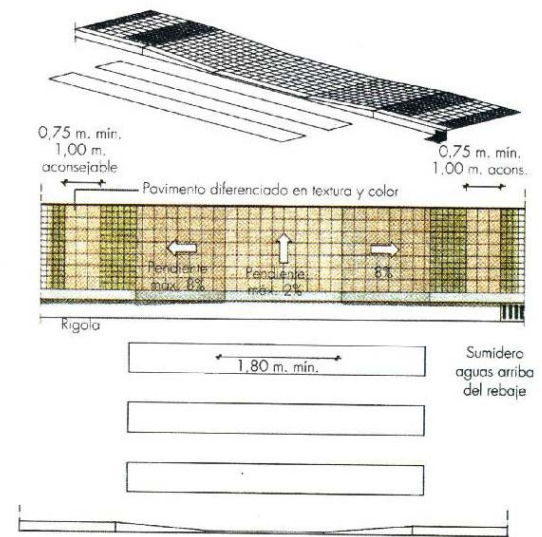 0,75 m. mín.
1,00 m.
aconsejable
0,75 m. mín.
1,00 m. acons.
Pavimento diferenciado en textura y color
Pendiente
máx. 8%
Pendiente
máx. 2%
8%
Rigola
1,80 m. mín.
Sumidero
aguas arriba
del rebaje